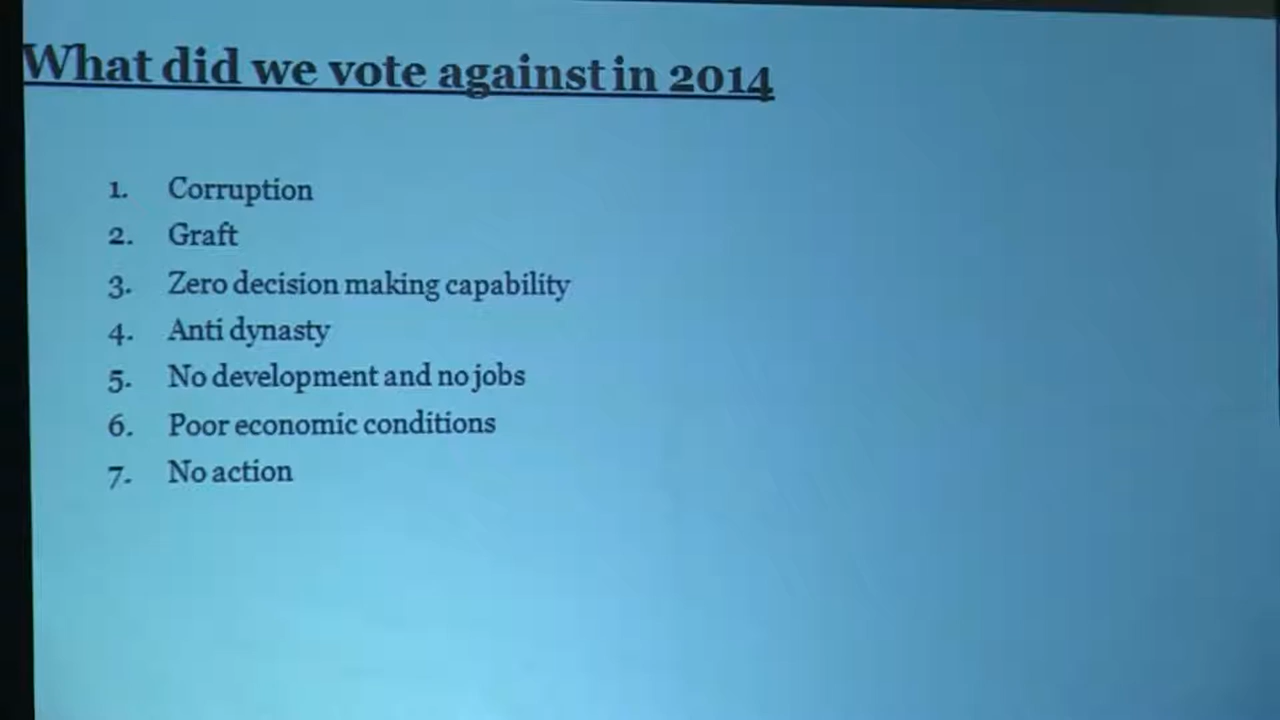 What did we vote against in 2014
1. Corruption
2. Graft
3. Zero decision making capability
4. Anti dynasty
5. No development and no jobs
6. Poor economic conditions
7. No action